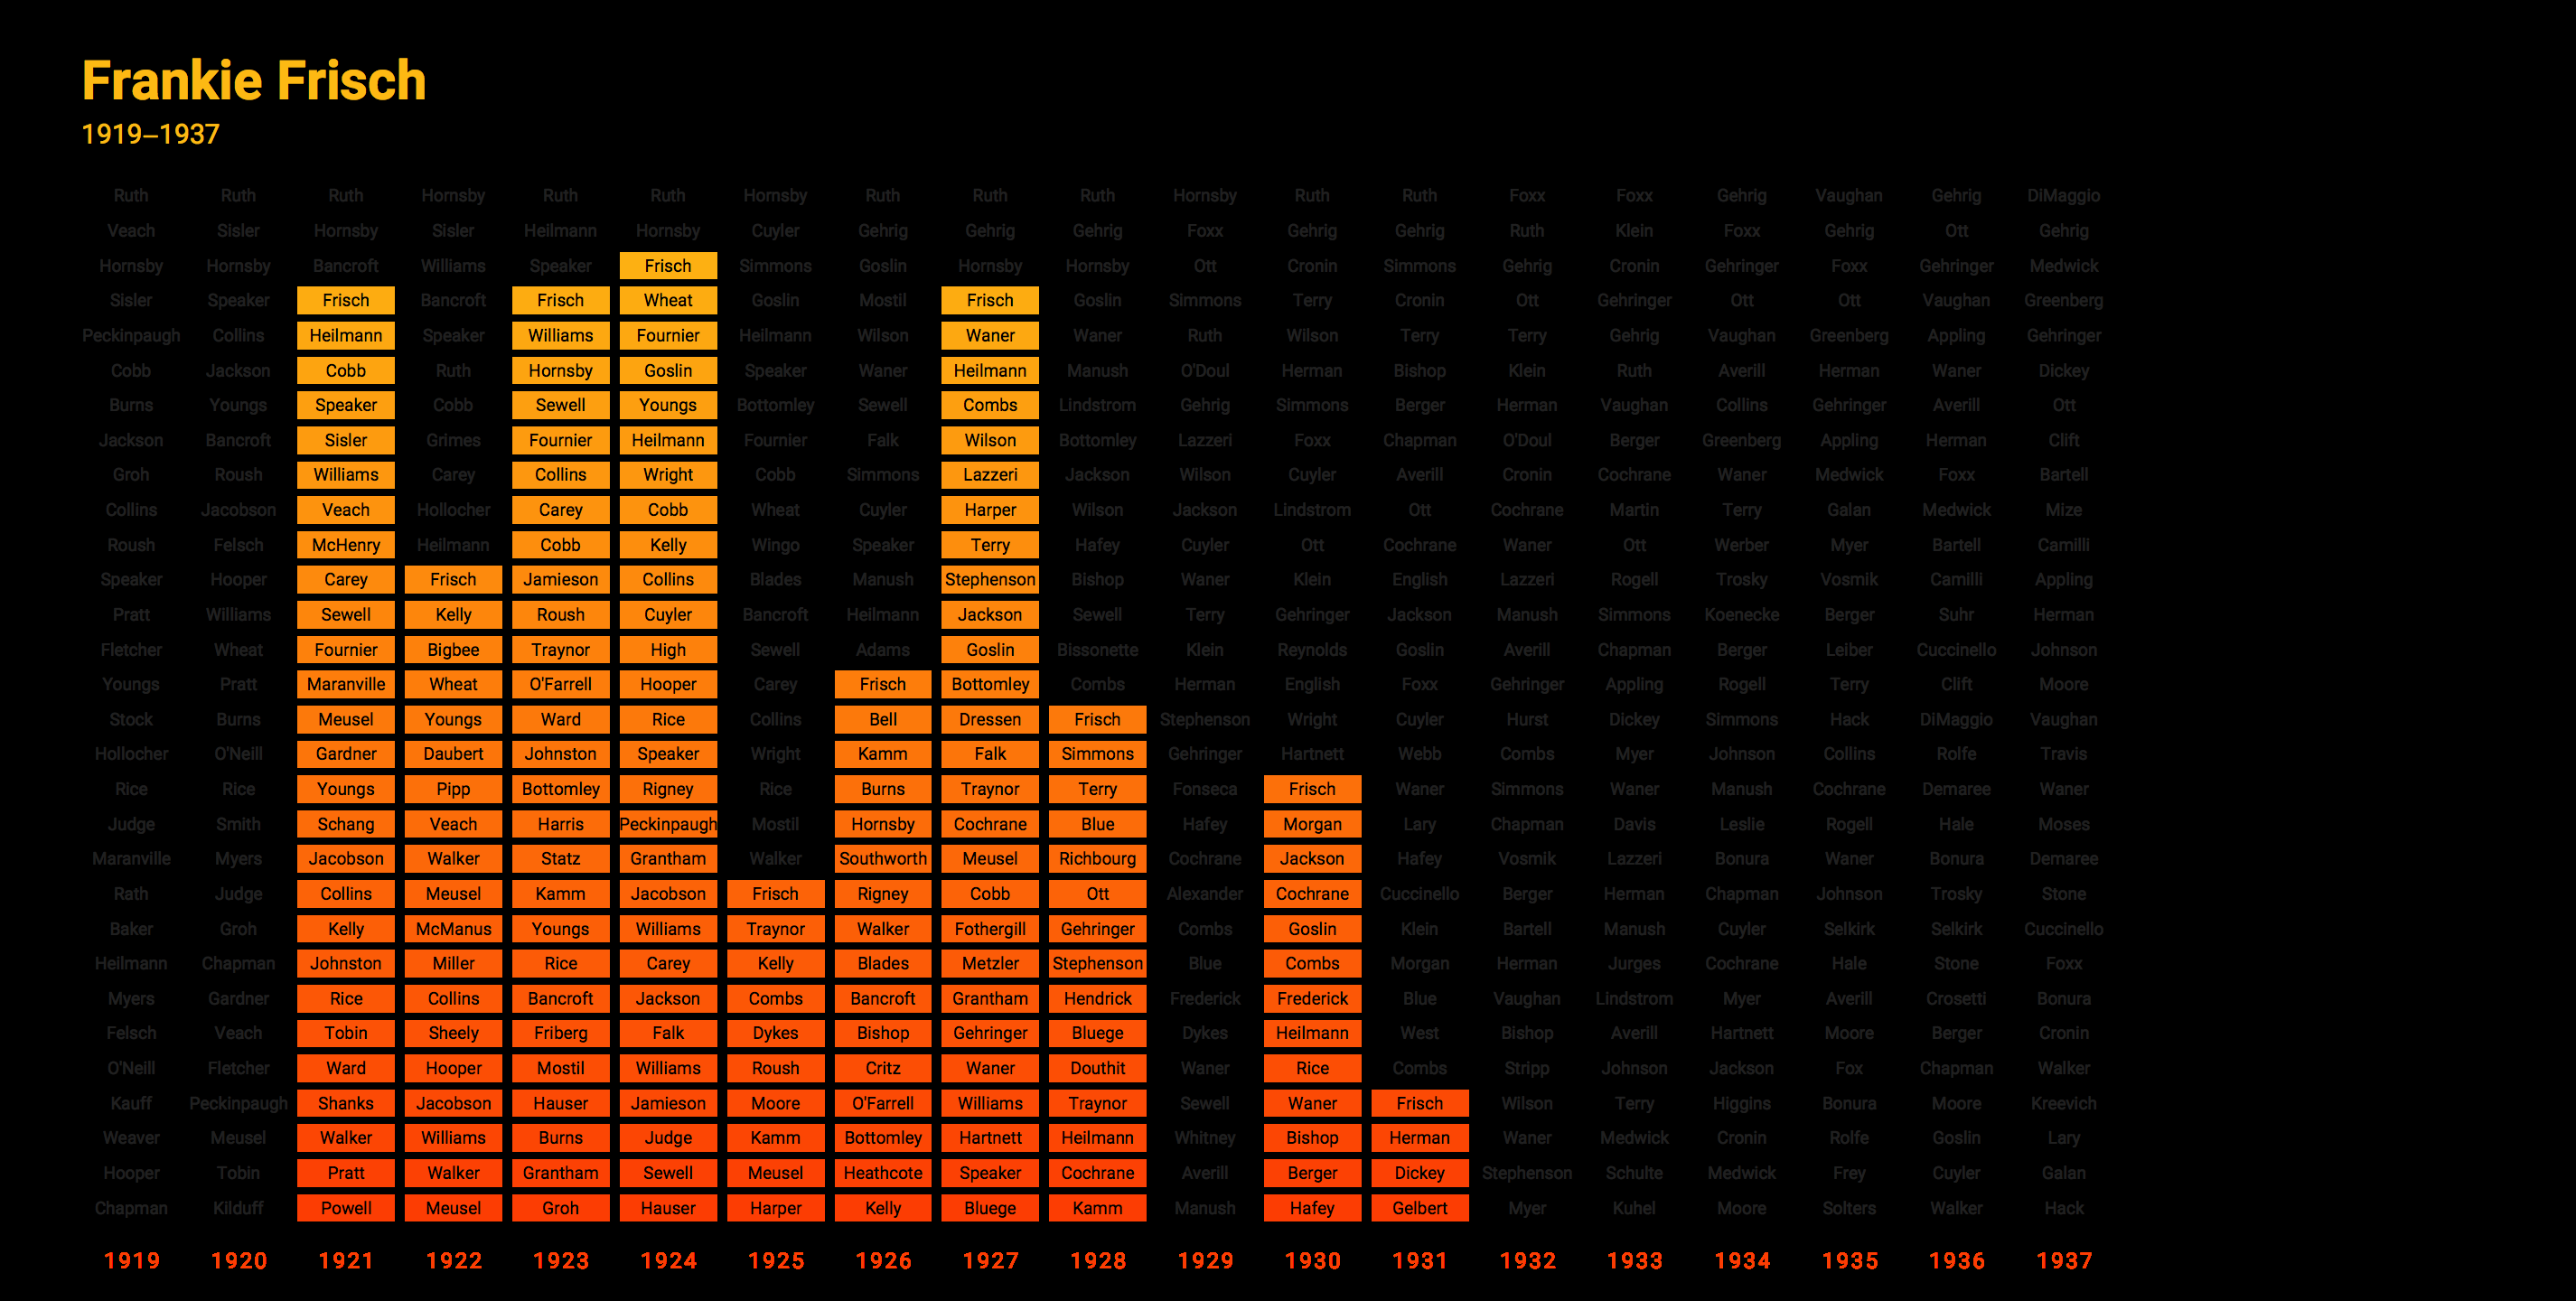 Frankie Frisch
1919–1937
Ruth Ruth Ruth Hornsby Ruth Ruth Hornsby Ruth Ruth Ruth Hornsby Ruth Ruth Foxx Foxx Gehrig Vaughan Gehrig DiMaggio
Veach Sisler Hornsby Sisler Heilmann Hornsby Cuyler Gehrig Gehrig Gehrig Foxx Gehrig Gehrig Ruth Klein Foxx Gehrig Ott Gehrig
Hornsby Hornsby Bancroft Williams Speaker Frisch Simmons Goslin Hornsby Hornsby Ott Cronin Simmons Gehrig Cronin Gehringer Foxx Gehringer Medwick
Sisler Speaker Frisch Bancroft Frisch Wheat Goslin Mostil Frisch Goslin Simmons Terry Cronin Ott Gehringer Ott Ott Vaughan Greenberg
Peckinpaugh Collins Heilmann Speaker Williams Fournier Heilmann Wilson Waner Waner Ruth Wilson Terry Terry Gehrig Vaughan Greenberg Appling Gehringer
Cobb Jackson Cobb Ruth Hornsby Goslin Speaker Waner Heilmann Manush O'Doul Herman Bishop Klein Ruth Averill Herman Waner Dickey
Burns Youngs Speaker Cobb Sewell Youngs Bottomley Sewell Combs Lindstrom Gehrig Simmons Berger Herman Vaughan Collins Gehringer Averill Ott
Jackson Bancroft Sisler Grimes Fournier Heilmann Fournier Falk Wilson Bottomley Lazzeri Foxx Chapman O'Doul Berger Greenberg Appling Herman Clift
Groh Roush Williams Carey Collins Wright Cobb Simmons Lazzeri Jackson Wilson Cuyler Averill Cronin Cochrane Waner Medwick Foxx Bartell
Collins Jacobson Veach Hollocher Carey Cobb Wheat Cuyler Harper Wilson Jackson Lindstrom Ott Cochrane Martin Terry Galan Medwick Mize
Roush Felsch McHenry Heilmann Cobb Kelly Wingo Speaker Terry Hafey Cuyler Ott Cochrane Waner Ott Werber Myer Bartell Camilli
Speaker Hooper Carey Frisch Jamieson Collins Blades Manush Stephenson Bishop Waner Klein English Lazzeri Rogell Trosky Vosmik Camilli Appling
Pratt Williams Sewell Kelly Roush Cuyler Bancroft Heilmann Jackson Sewell Terry Gehringer Jackson Manush Simmons Koenecke Berger Suhr Herman
Fletcher Wheat Fournier Bigbee Traynor High Sewell Adams Goslin Bissonette Klein Reynolds Goslin Averill Chapman Berger Leiber Cuccinello Johnson
Youngs Pratt Maranville Wheat O'Farrell Hooper Carey Frisch Bottomley Combs Herman English Foxx Gehringer Appling Rogell Terry Clift Moore
Stock Burns Meusel Youngs Ward Rice Collins Bell Dressen Frisch Stephenson Wright Cuyler Hurst Dickey Simmons Hack DiMaggio Vaughan
Hollocher O'Neill Gardner Daubert Johnston Speaker Wright Kamm Falk Simmons Gehringer Hartnett Webb Combs Myer Johnson Collins Rolfe Travis
Rice Rice Youngs Pipp Bottomley Rigney Rice Burns Traynor Terry Fonseca Frisch Waner Simmons Waner Manush Cochrane Demaree Waner
Judge Smith Schang Veach Harris Peckinpaugh Mostil Hornsby Cochrane Blue Hafey Morgan Lary Chapman Davis Leslie Rogell Hale Moses
Maranville Myers Jacobson Walker Statz Grantham Walker Southworth Meusel Richbourg Cochrane Jackson Hafey Vosmik Lazzeri Bonura Waner Bonura Demaree
Rath Judge Collins Meusel Kamm Jacobson Frisch Rigney Cobb Ott Alexander Cochrane Cuccinello Berger Herman Chapman Johnson Trosky Stone
Baker Groh Kelly McManus Youngs Williams Traynor Walker Fothergill Gehringer Combs Goslin Klein Bartell Manush Cuyler Selkirk Selkirk Cuccinello
Heilmann Chapman Johnston Miller Rice Carey Kelly Blades Metzler Stephenson Blue Combs Morgan Herman Jurges Cochrane Hale Stone Foxx
Myers Gardner Rice Collins Bancroft Jackson Combs Bancroft Grantham Hendrick Frederick Frederick Blue Vaughan Lindstrom Myer Averill Crosetti Bonura
Felsch Veach Tobin Sheely Friberg Falk Dykes Bishop Gehringer Bluege Dykes Heilmann West Bishop Averill Hartnett Moore Berger Cronin
O'Neill Fletcher Ward Hooper Mostil Williams Roush Critz Waner Douthit Waner Rice Combs Stripp Johnson Jackson Fox Chapman Walker
Kauff Peckinpaugh Shanks Jacobson Hauser Jamieson Moore O'Farrell Williams Traynor Sewell Waner Frisch Wilson Terry Higgins Bonura Moore Kreevich
Weaver Meusel Walker Williams Burns Judge Kamm Bottomley Hartnett Heilmann Whitney Bishop Herman Waner Medwick Cronin Rolfe Goslin Lary
Hooper Tobin Pratt Walker Grantham Sewell Meusel Heathcote Speaker Cochrane Averill Berger Dickey Stephenson Schulte Medwick Frey Cuyler Galan
Chapman Kilduff Powell Meusel Groh Hauser Harper Kelly Bluege Kamm Manush Hafey Gelbert Myer Kuhel Moore Solters Walker Hack
1919 1920 1921 1922 1923 1924 1925 1926 1927 1928 1929 1930 1931 1932 1933 1934 1935 1936 1937